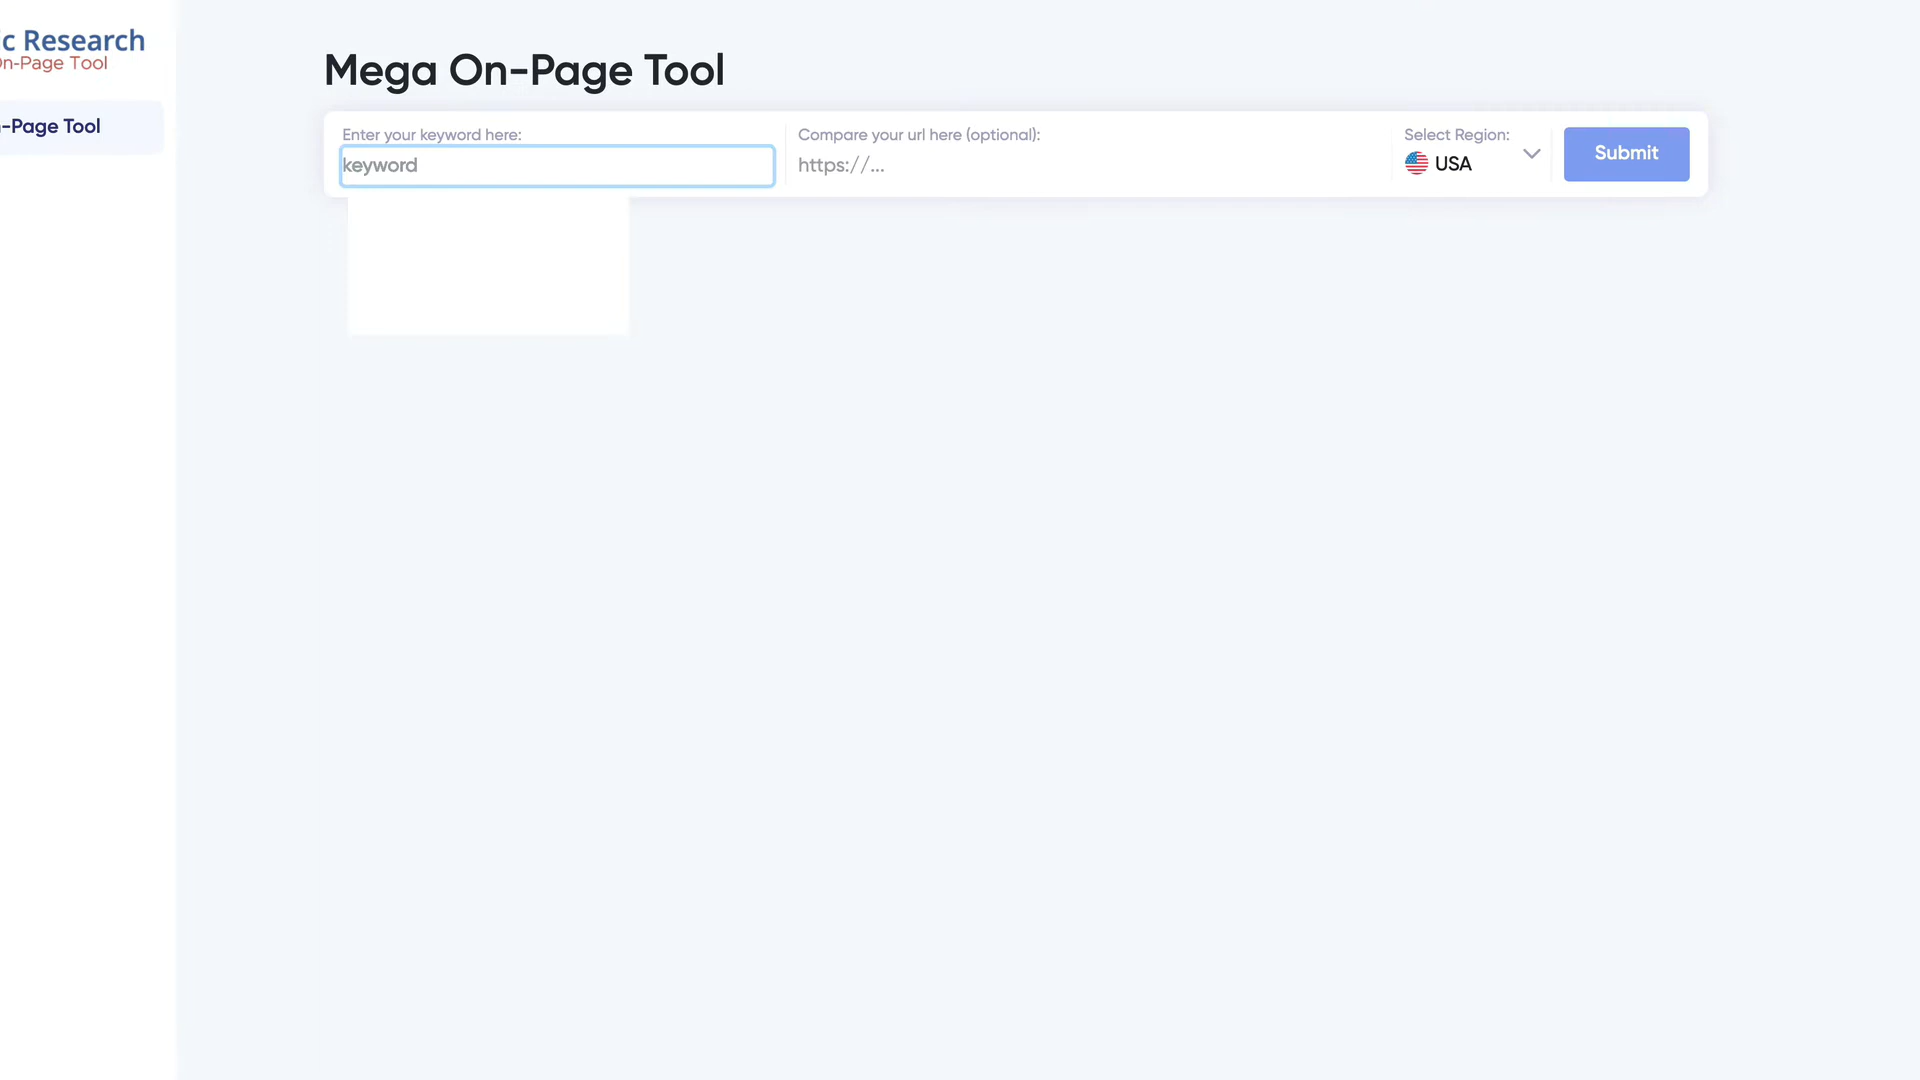 c Research
On-Page Tool
-Page Tool
Mega On-Page Tool
Enter your keyword here:
keyword
Compare your url here (optional):
https://...
Select Region:
USA
Submit